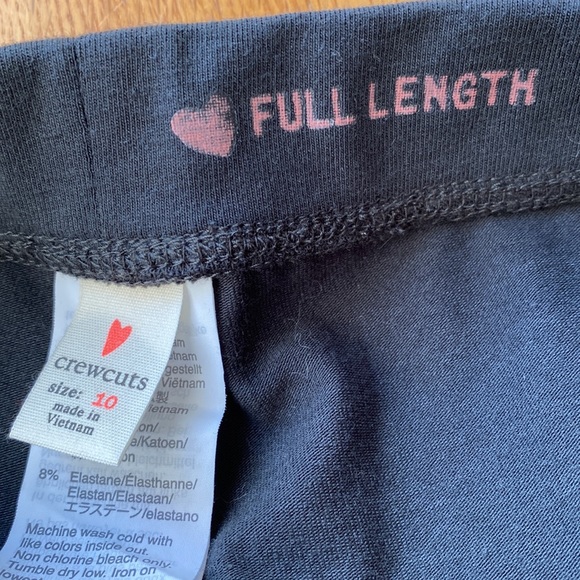 FULL LENGTH
crewcuts
size: 10
made in
Vietnam
Vietnam
/Katoen/
8% Elastane/Élasthanne/
Elastan/Elastaan/
エラステーン/elastano
Machine wash cold with
like colors inside out.
Non chlorine bleach only.
Tumble dry low. Iron on